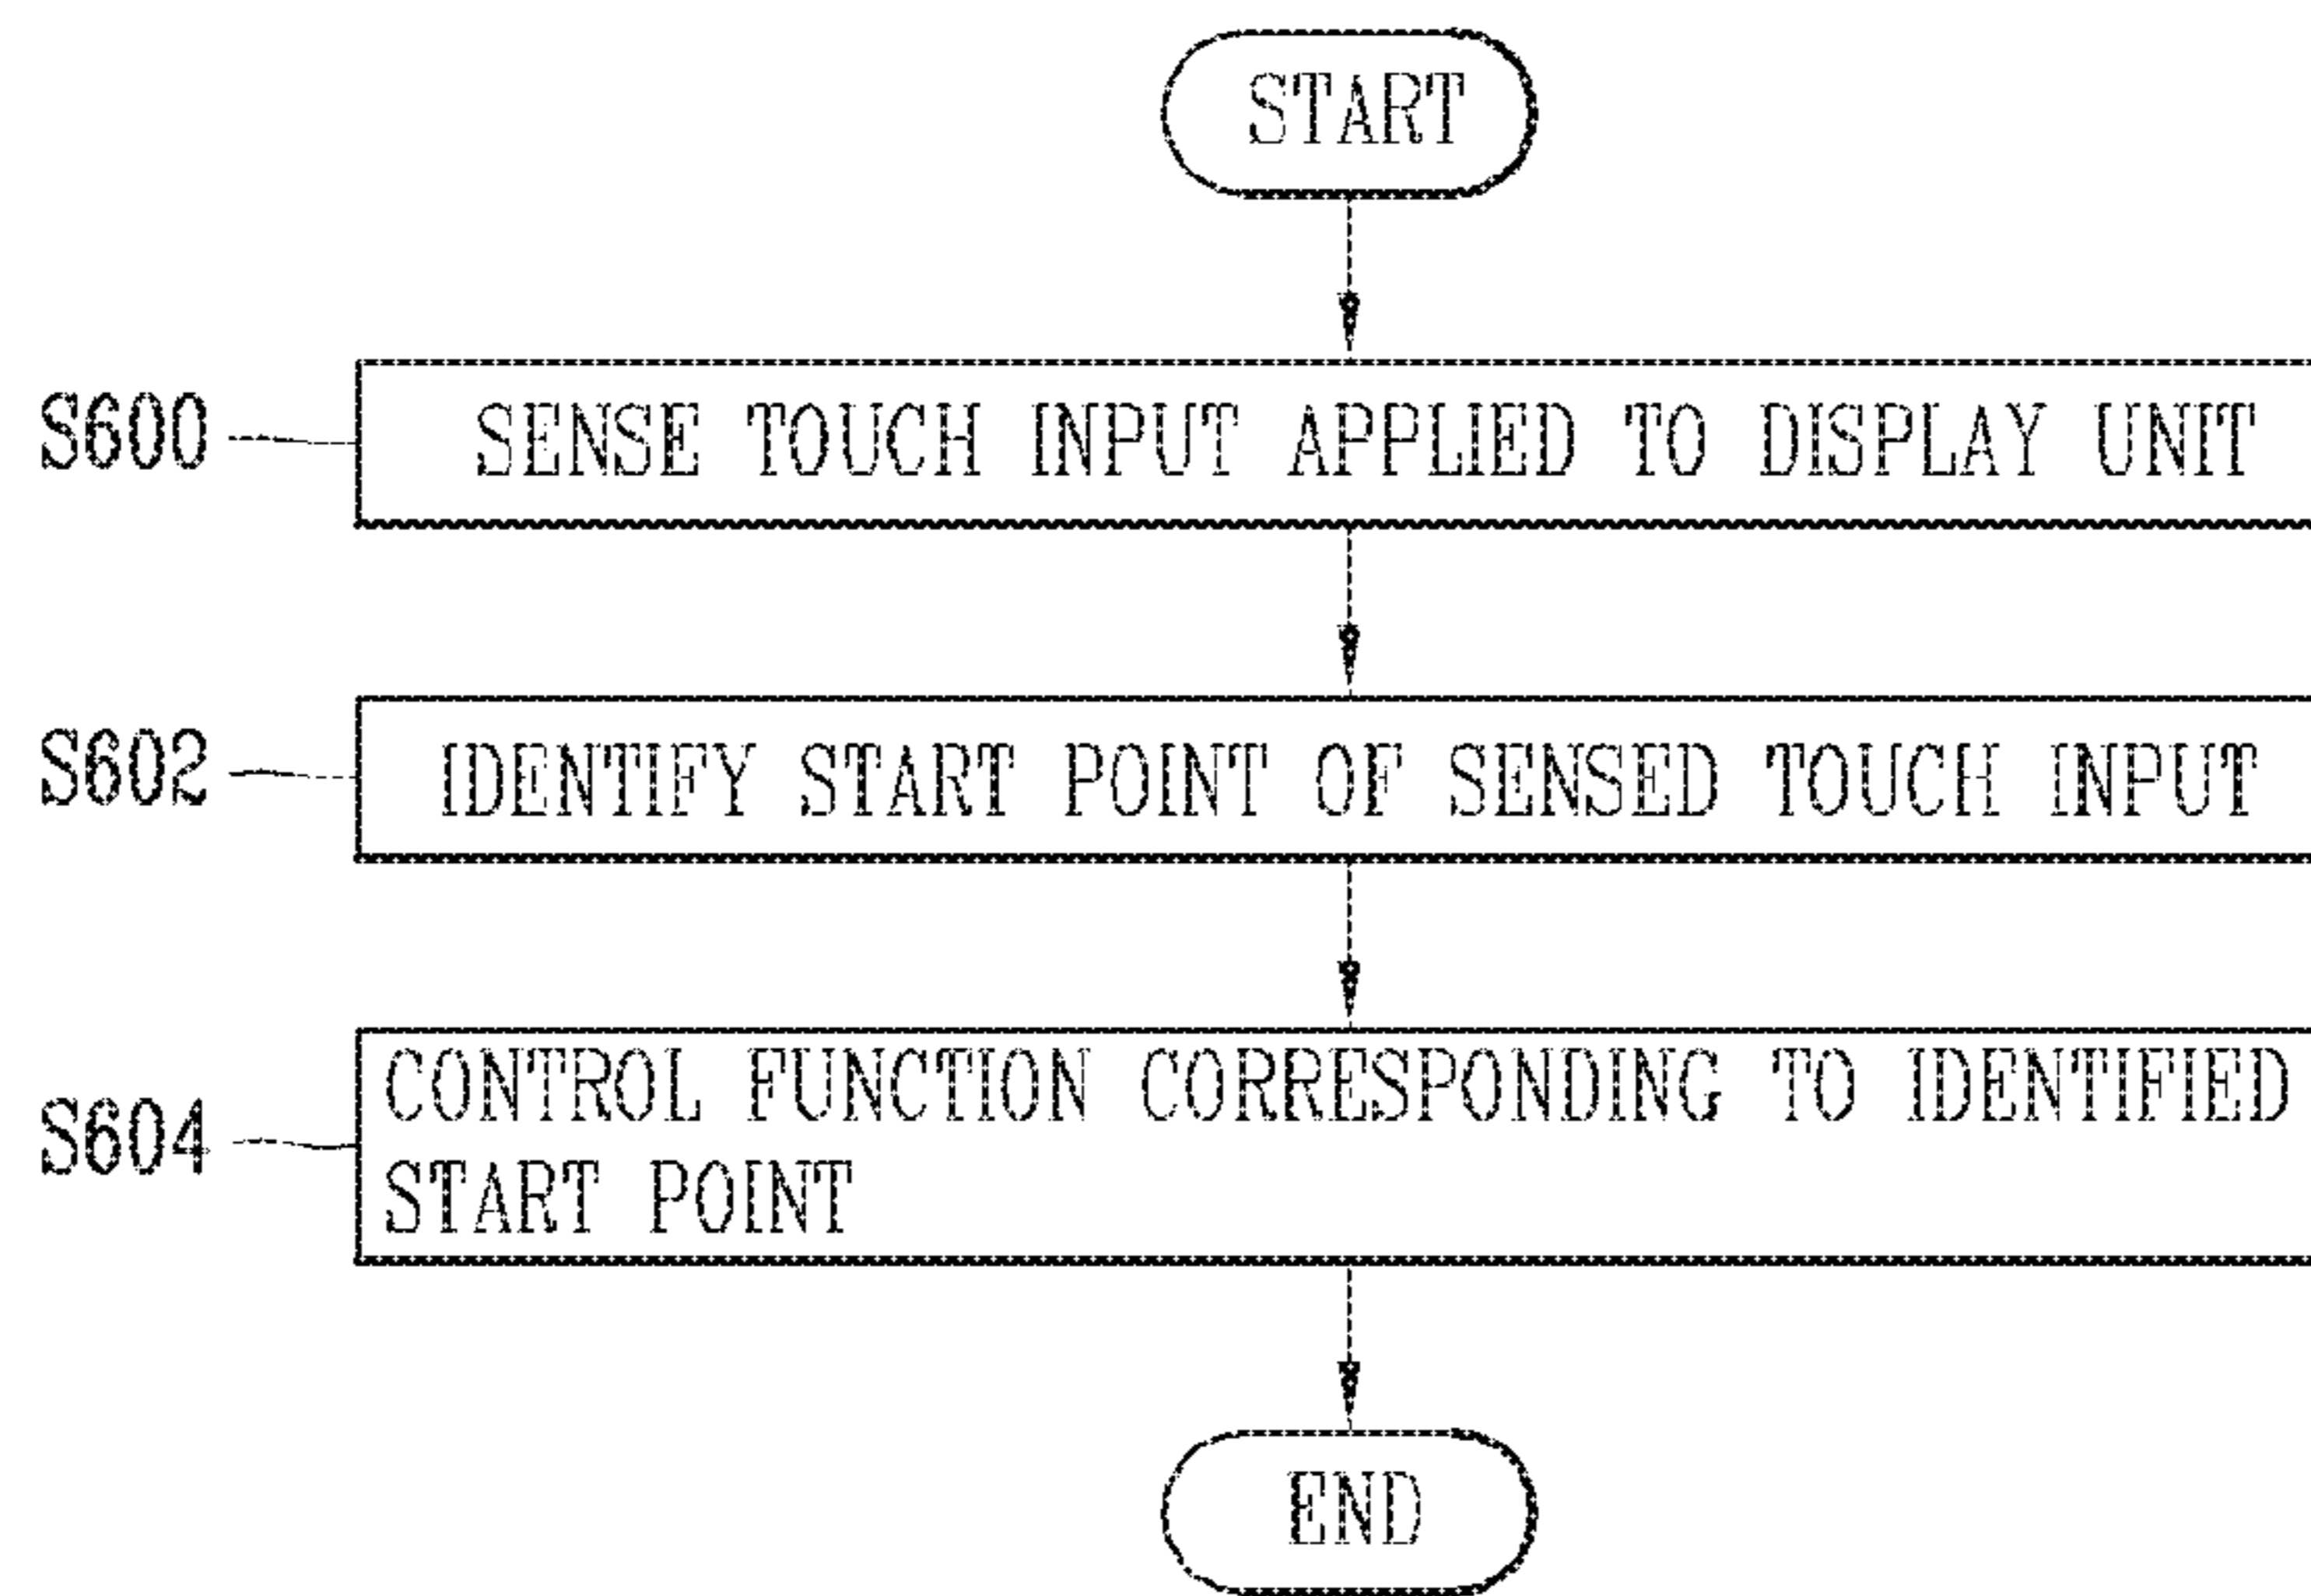 START
S600 SENSE TOUCH INPUT APPLIED TO DISPLAY UNIT
S602 IDENTIFY START POINT OF SENSED TOUCH INPUT
S604 CONTROL FUNCTION CORRESPONDING TO IDENTIFIED
START POINT
END